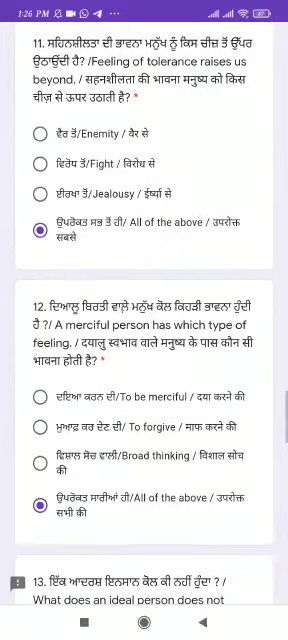 1:26 PM
11. ਸਹਿਨਸ਼ੀਲਤਾ ਦੀ ਭਾਵਨਾ ਮਨੁੱਖ ਨੂੰ ਕਿਸ ਚੀਜ਼ ਤੋਂ ਉੱਪਰ
ਉਠਾਉਂਦੀ ਹੈ? /Feeling of tolerance raises us
beyond. / सहनशीलता की भावना मनुष्य को किस
चीज़ से ऊपर उठाती है? *
ਵੈਰ ਤੋਂ/Enemity / वैर से
ਵਿਰੋਧ ਤੋਂ/Fight / विरोध से
ਈਰਖਾ ਤੋਂ/Jealousy / ईर्ष्या से
ਉਪਰੋਕਤ ਸਭ ਤੋਂ ਹੀ/ All of the above / उपरोक्त
सबसे
12. ਦਿਆਲੂ ਬਿਰਤੀ ਵਾਲ਼ੇ ਮਨੁੱਖ ਕੋਲ ਕਿਹੜੀ ਭਾਵਨਾ ਹੁੰਦੀ
ਹੈ ?/ A merciful person has which type of
feeling. / दयालु स्वभाव वाले मनुष्य के पास कौन सी
भावना होती है? *
ਦਇਆ ਕਰਨ ਦੀ/To be merciful / दया करने की
ਮੁਆਫ਼ ਕਰ ਦੇਣ ਦੀ/ To forgive / माफ करने की
ਵਿਸ਼ਾਲ ਸੋਚ ਵਾਲੀ/Broad thinking / विशाल सोच
की
ਉਪਰੋਕਤ ਸਾਰੀਆਂ ਹੀ/All of the above / उपरोक्त
सभी की
13. ਇੱਕ ਆਦਰਸ਼ ਇਨਸਾਨ ਕੋਲ ਕੀ ਨਹੀਂ ਹੁੰਦਾ ? /
What does an ideal person does not